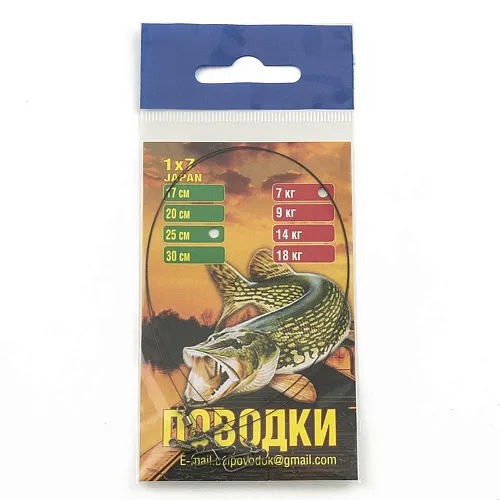 1x7
JAPAN
17 см
7 кг
20 см
9 кг
25 см
14 кг
30 см
18 кг
ПОВОДКИ
E-mail: